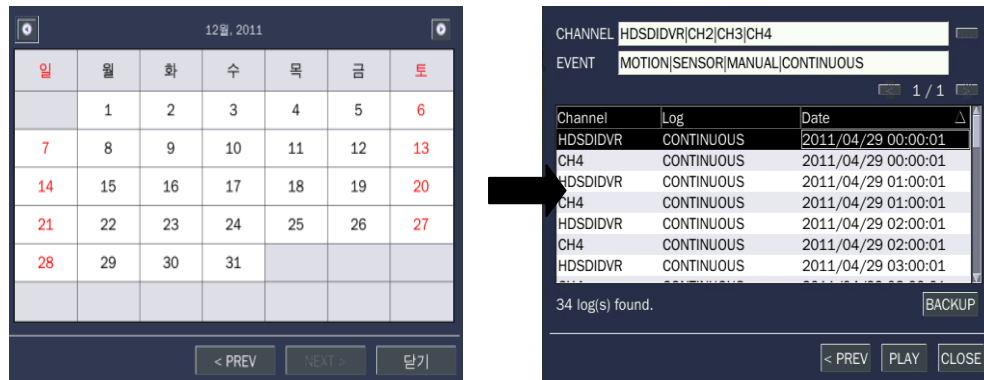 12월, 2011
일 월 화 수 목 금 토
1 2 3 4 5 6
7 8 9 10 11 12 13
14 15 16 17 18 19 20
21 22 23 24 25 26 27
28 29 30 31
< PREV NEXT > 닫기
CHANNEL HDSDIDVR|CH2|CH3|CH4
EVENT MOTION|SENSOR|MANUAL|CONTINUOUS
1 / 1
Channel Log Date
HDSDIDVR CONTINUOUS 2011/04/29 00:00:01
CH4 CONTINUOUS 2011/04/29 00:00:01
HDSDIDVR CONTINUOUS 2011/04/29 01:00:01
CH4 CONTINUOUS 2011/04/29 01:00:01
HDSDIDVR CONTINUOUS 2011/04/29 02:00:01
CH4 CONTINUOUS 2011/04/29 02:00:01
HDSDIDVR CONTINUOUS 2011/04/29 03:00:01
34 log(s) found. BACKUP
< PREV PLAY CLOSE